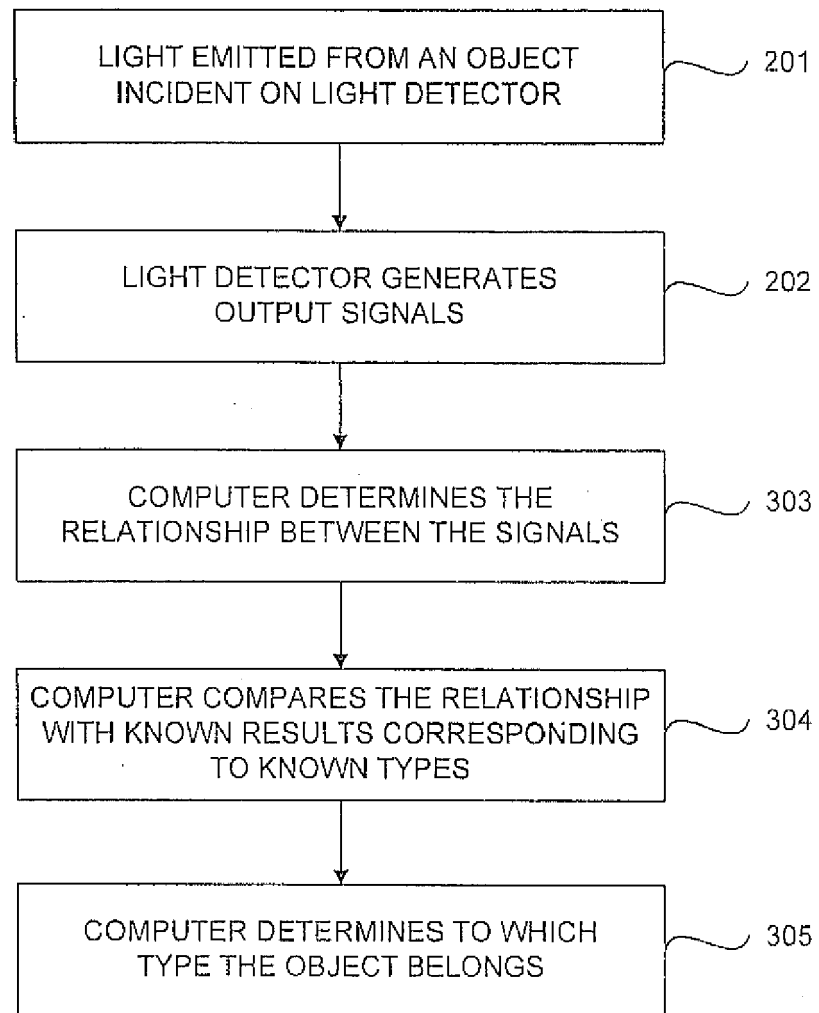 LIGHT EMITTED FROM AN OBJECT
INCIDENT ON LIGHT DETECTOR
201
LIGHT DETECTOR GENERATES
OUTPUT SIGNALS
202
COMPUTER DETERMINES THE
RELATIONSHIP BETWEEN THE SIGNALS
303
COMPUTER COMPARES THE RELATIONSHIP
WITH KNOWN RESULTS CORRESPONDING
TO KNOWN TYPES
304
COMPUTER DETERMINES TO WHICH
TYPE THE OBJECT BELONGS
305